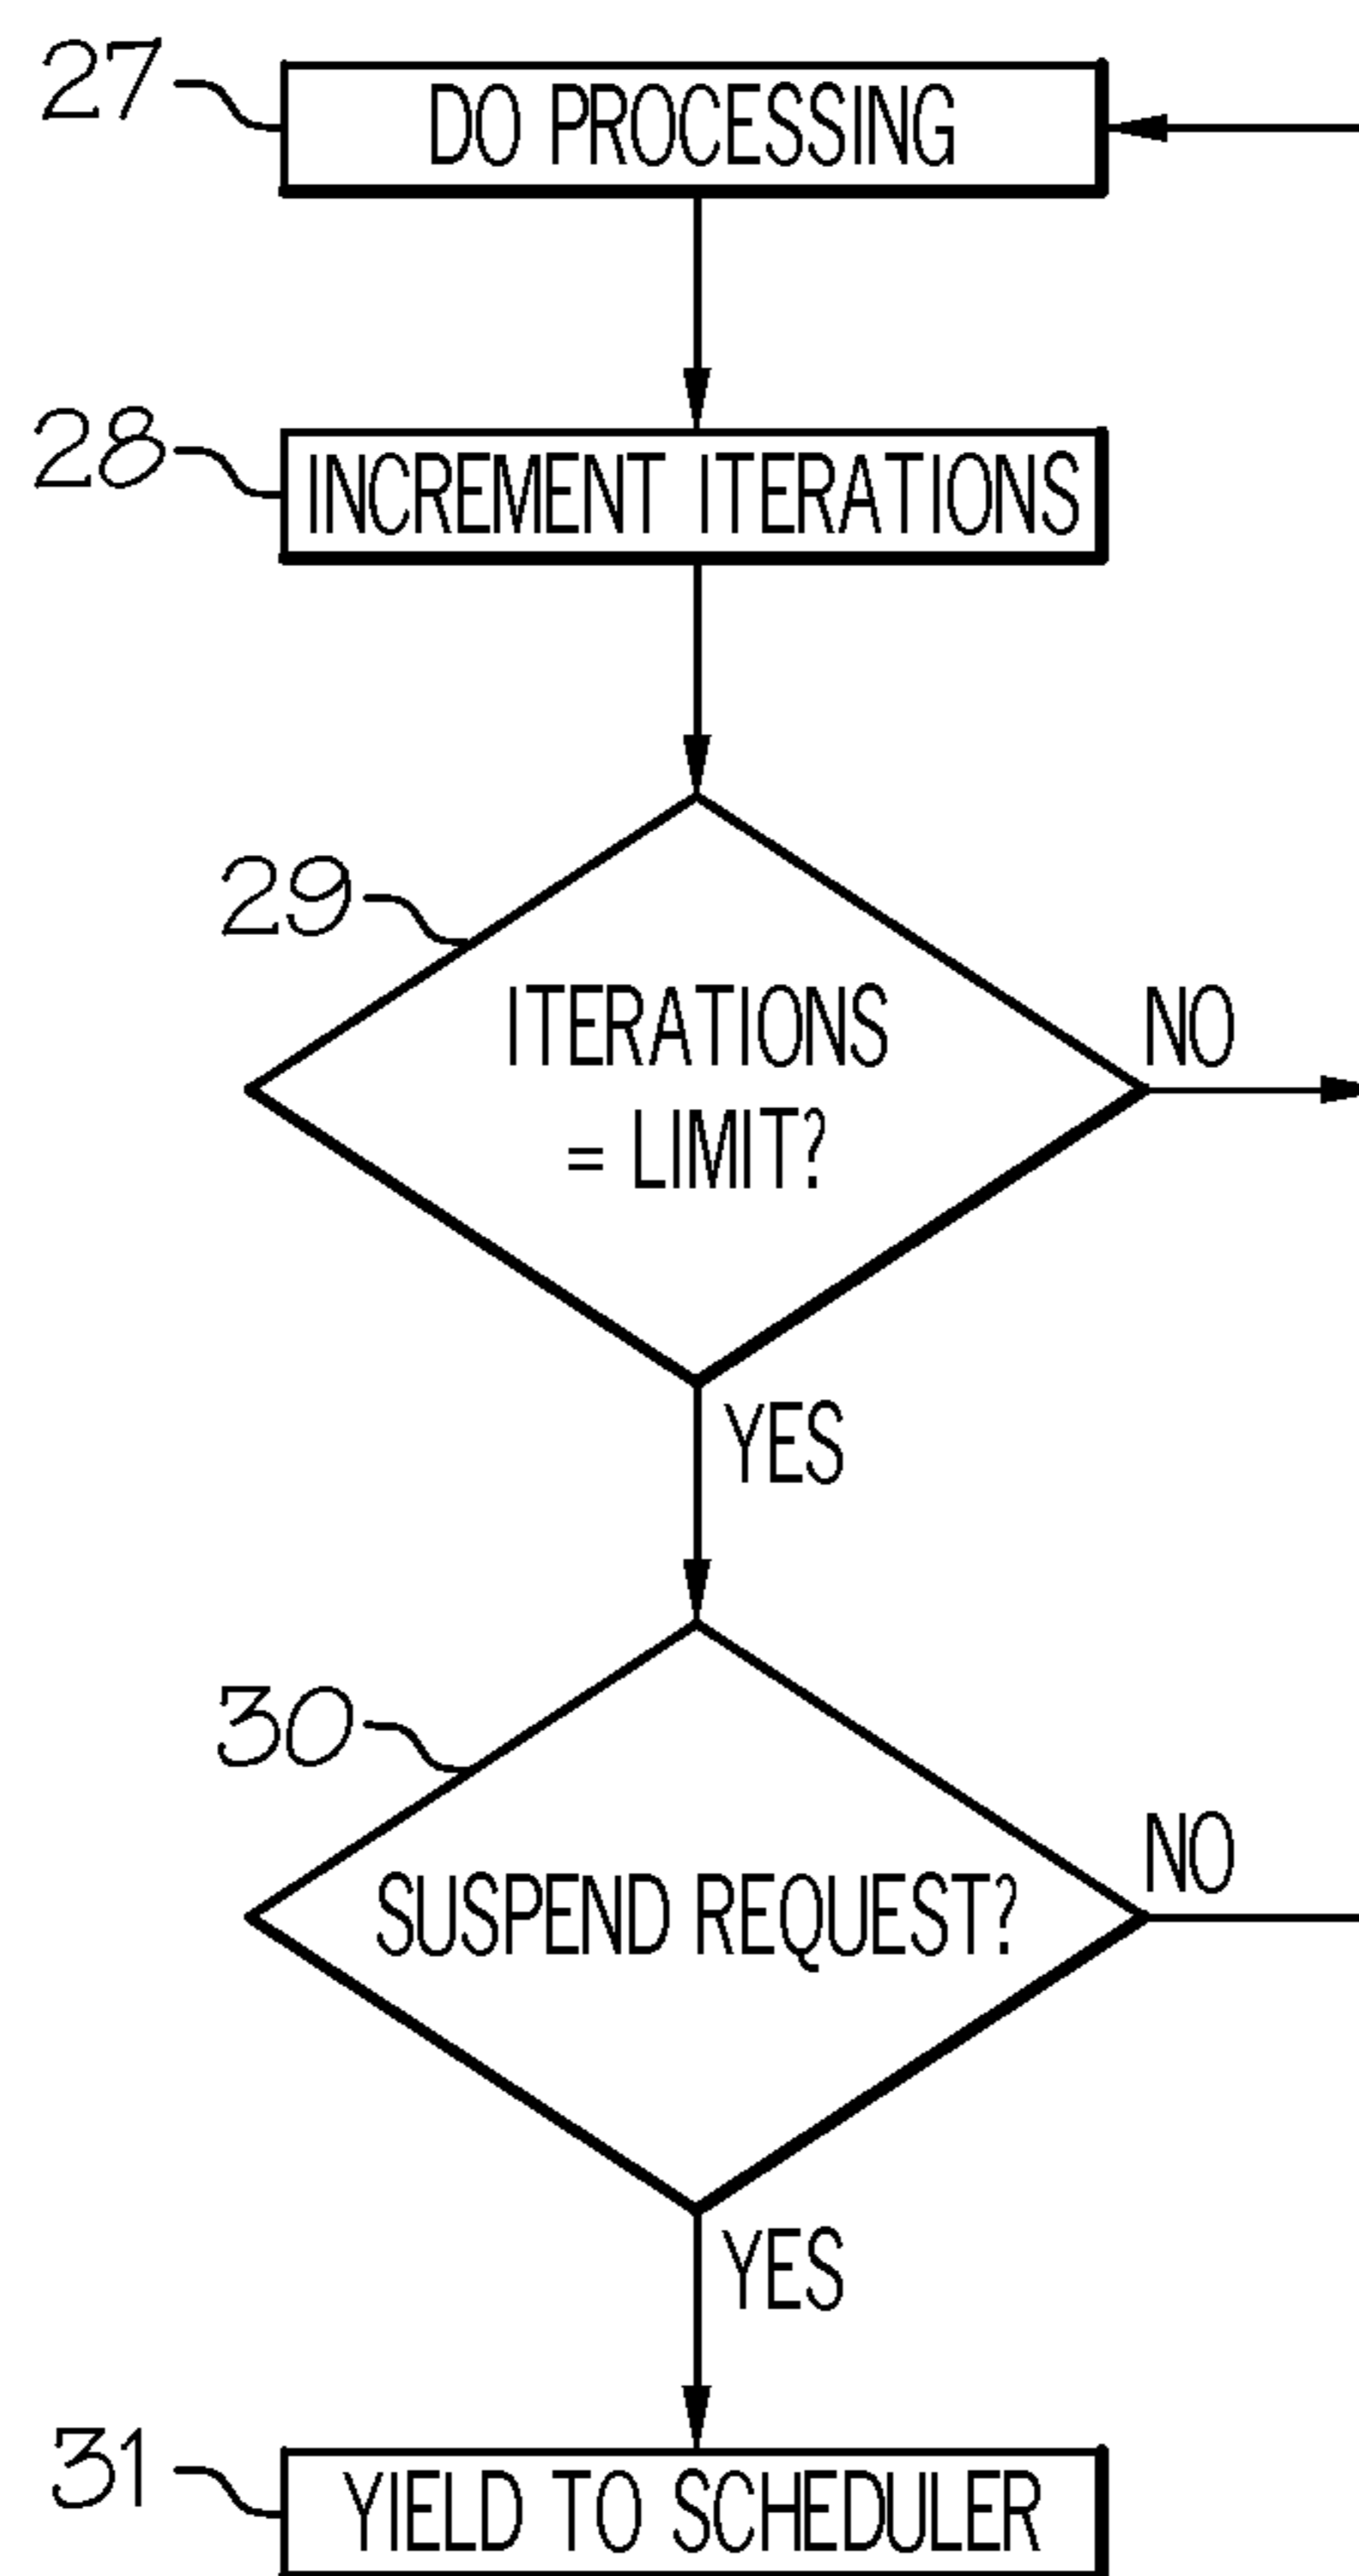 27
DO PROCESSING
28
INCREMENT ITERATIONS
29
ITERATIONS
= LIMIT?
NO
YES
30
SUSPEND REQUEST?
NO
YES
31
YIELD TO SCHEDULER